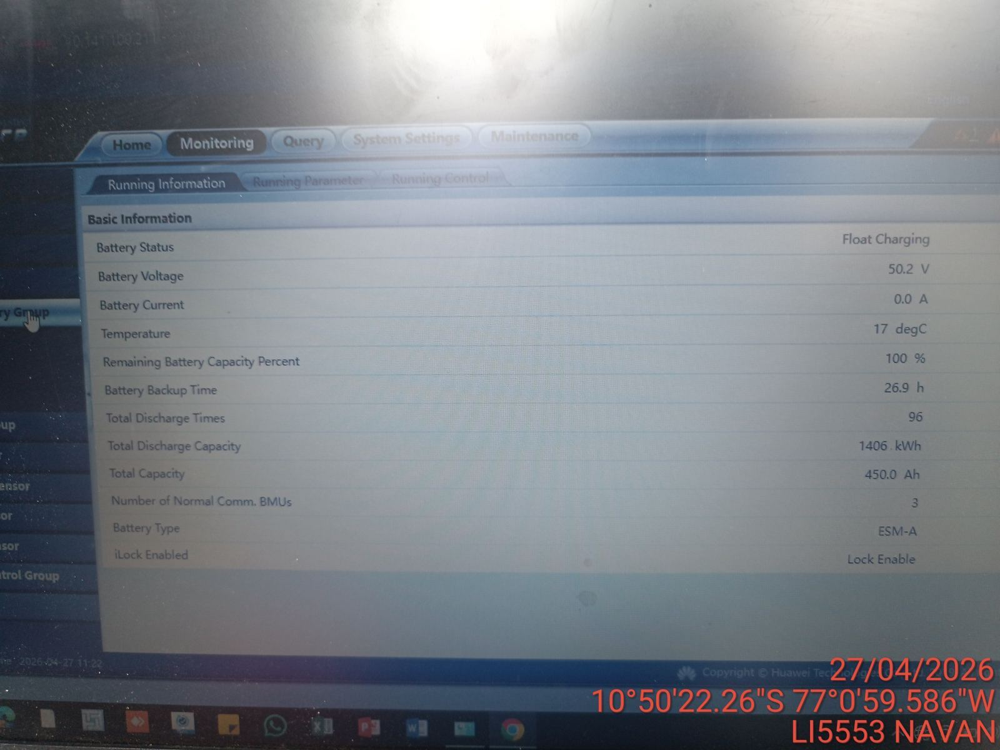 English
Home Monitoring Query System Settings Maintenance
Running Information Running Parameter Running Control
Basic Information
Battery Status Float Charging
Battery Voltage 50.2 V
Battery Current 0.0 A
Temperature 17 degC
Remaining Battery Capacity Percent 100 %
Battery Backup Time 26.9 h
Total Discharge Times 96
Total Discharge Capacity 1406 kWh
Total Capacity 450.0 Ah
Number of Normal Comm. BMUs 3
Battery Type ESM-A
iLock Enabled Lock Enable
ry Group
up
ensor
or
sor
trol Group
2026-04-27 11:22
Copyright © Huawei
27/04/2026
10°50'22.26"S 77°0'59.586"W
LI5553 NAVAN